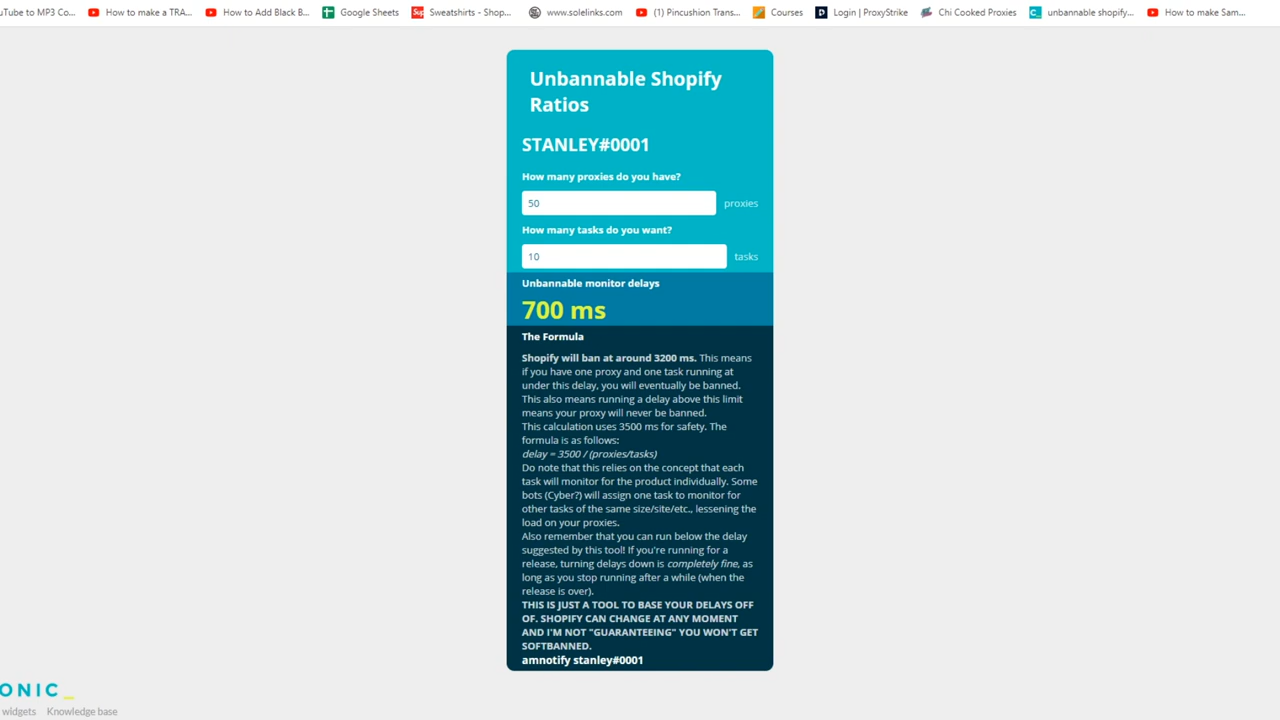 uTube to MP3 Co... How to make a TRA... How to Add Black B... Google Sheets Sweatshirts - Shop... www.solelinks.com (1) Pincushion Trans... Courses Login | ProxyStrike Chi Cooked Proxies unbannable shopify... How to make Sam...
Unbannable Shopify
Ratios
STANLEY#0001
How many proxies do you have?
50 proxies
How many tasks do you want?
10 tasks
Unbannable monitor delays
700 ms
The Formula
Shopify will ban at around 3200 ms. This means
if you have one proxy and one task running at
under this delay, you will eventually be banned.
This also means running a delay above this limit
means your proxy will never be banned.
This calculation uses 3500 ms for safety. The
formula is as follows:
delay = 3500 / (proxies/tasks)
Do note that this relies on the concept that each
task will monitor for the product individually. Some
bots (Cyber?) will assign one task to monitor for
other tasks of the same size/site/etc., lessening the
load on your proxies.
Also remember that you can run below the delay
suggested by this tool! If you're running for a
release, turning delays down is completely fine, as
long as you stop running after a while (when the
release is over).
THIS IS JUST A TOOL TO BASE YOUR DELAYS OFF
OF. SHOPIFY CAN CHANGE AT ANY MOMENT
AND I'M NOT "GUARANTEEING" YOU WON'T GET
SOFTBANNED.
amnotify stanley#0001
ONIC_
widgets Knowledge base